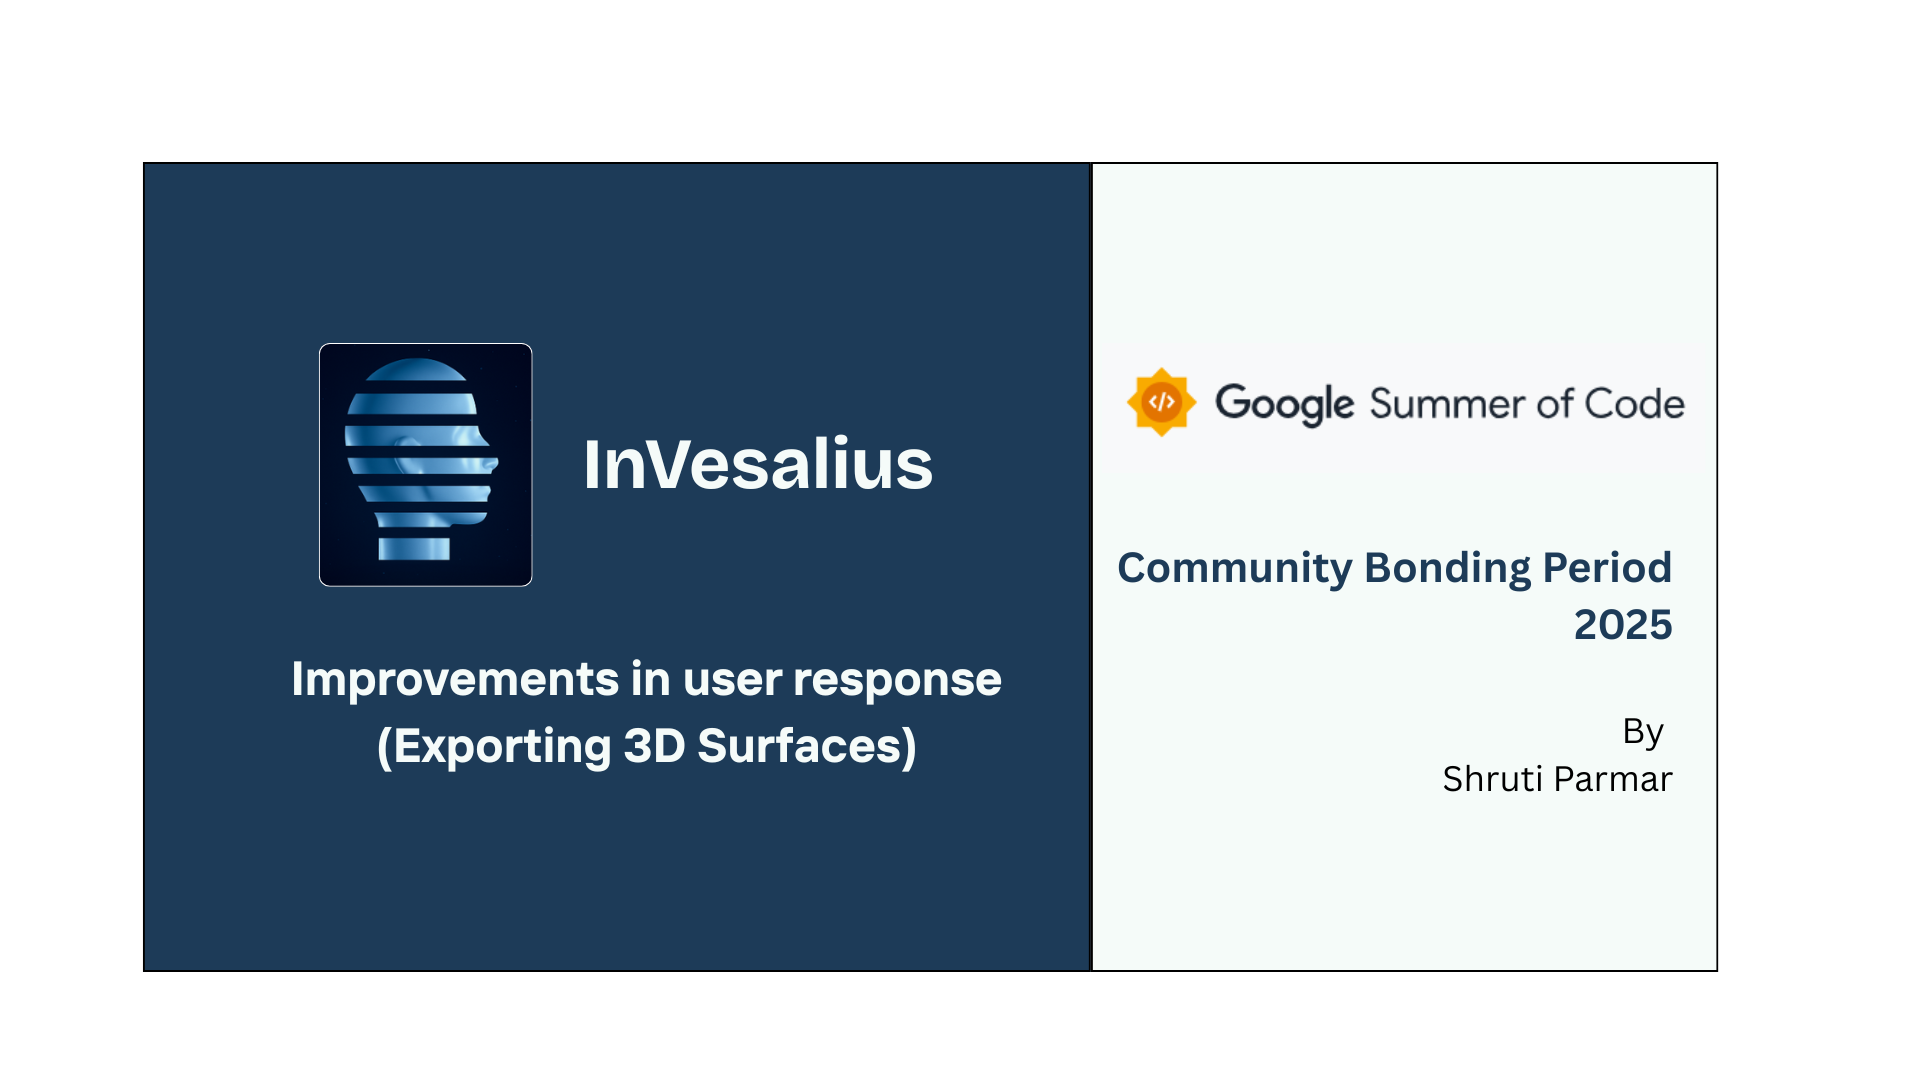 InVesalius
Improvements in user response
(Exporting 3D Surfaces)
</> Google Summer of Code
Community Bonding Period
2025
By
Shruti Parmar